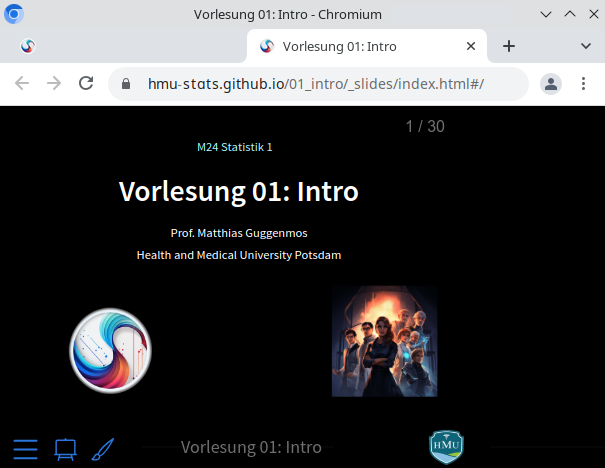 Vorlesung 01: Intro - Chromium
Vorlesung 01: Intro
hmu-stats.github.io/01_intro/_slides/index.html#/
1 / 30
M24 Statistik 1
Vorlesung 01: Intro
Prof. Matthias Guggenmos
Health and Medical University Potsdam
Vorlesung 01: Intro
HMU